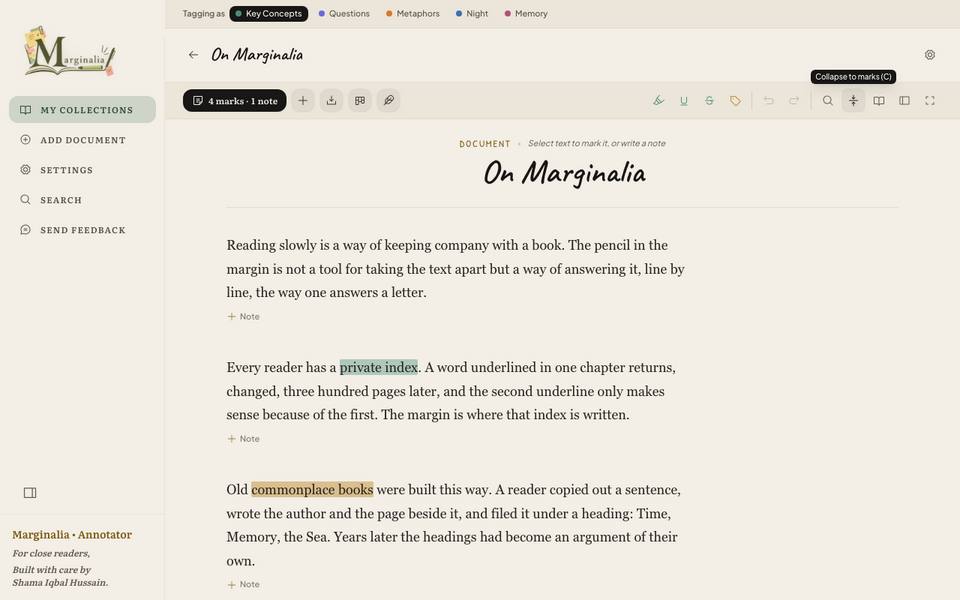 Marginalia
MY COLLECTIONS
ADD DOCUMENT
SETTINGS
SEARCH
SEND FEEDBACK
Marginalia • Annotator
For close readers,
Built with care by
Shama Iqbal Hussain.
Tagging as Key Concepts Questions Metaphors Night Memory
On Marginalia
Collapse to marks (C)
4 marks · 1 note
DOCUMENT • Select text to mark it, or write a note
On Marginalia
Reading slowly is a way of keeping company with a book. The pencil in the
margin is not a tool for taking the text apart but a way of answering it, line by
line, the way one answers a letter.
+ Note
Every reader has a private index. A word underlined in one chapter returns,
changed, three hundred pages later, and the second underline only makes
sense because of the first. The margin is where that index is written.
+ Note
Old commonplace books were built this way. A reader copied out a sentence,
wrote the author and the page beside it, and filed it under a heading: Time,
Memory, the Sea. Years later the headings had become an argument of their
own.
+ Note